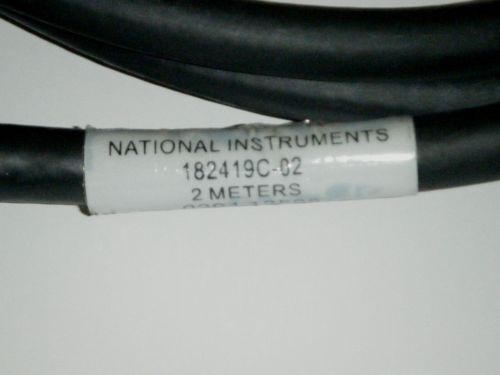 NATIONAL INSTRUMENTS
182419C-02
2 METERS